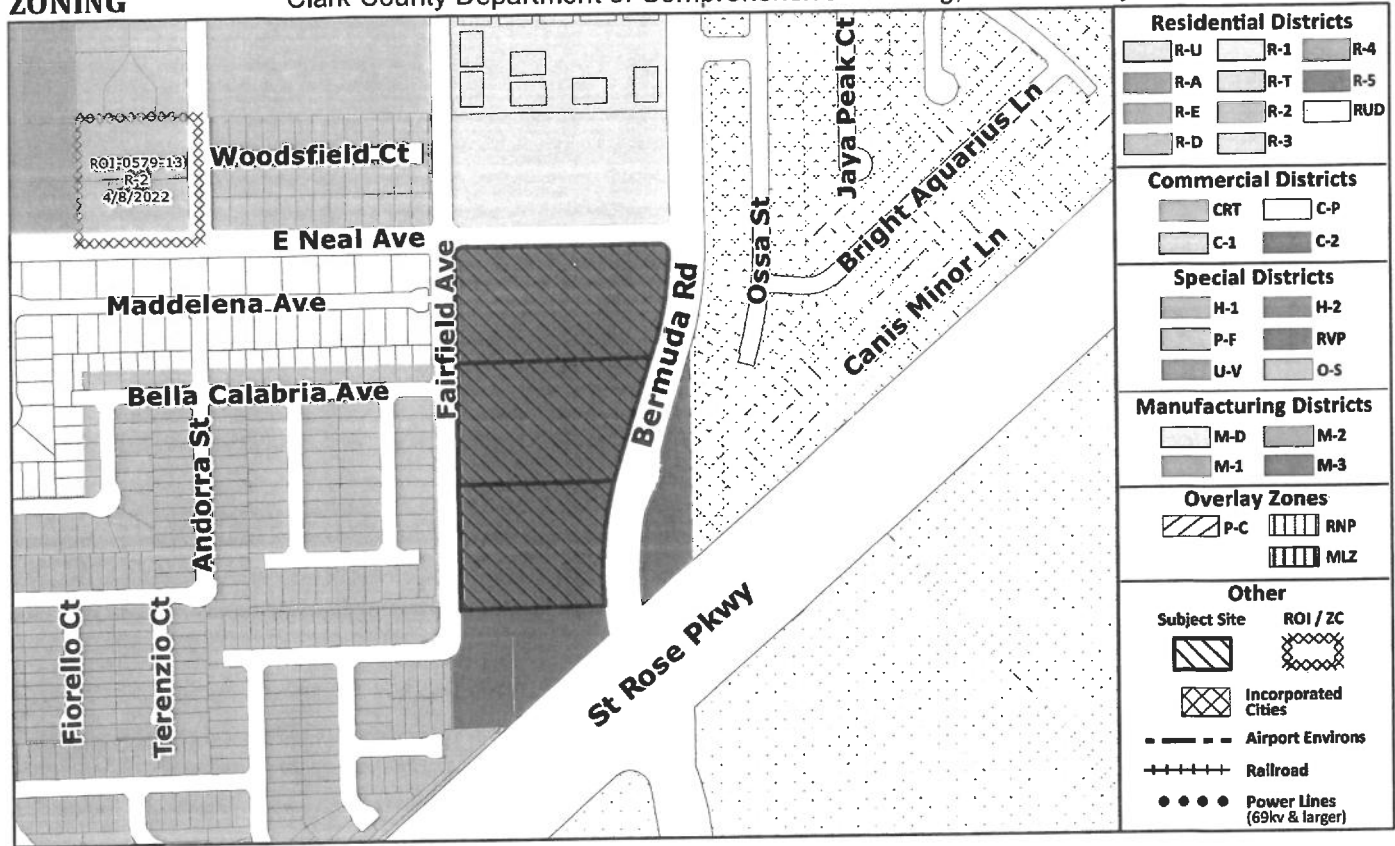 ZONING
Clark County Department of Comprehensive
Woodsfield Ct
ROI-0579-13
R-2
4/8/2022
E Neal Ave
Maddelena Ave
Bella Calabria Ave
Andorra St
Fiorello Ct
Terenzio Ct
Fairfield Ave
Bermuda Rd
Ossa St
Jaya Peak Ct
Bright Aquarius Ln
Canis Minor Ln
St Rose Pkwy
Residential Districts
R-U R-1 R-4
R-A R-T R-5
R-E R-2 RUD
R-D R-3
Commercial Districts
CRT C-P
C-1 C-2
Special Districts
H-1 H-2
P-F RVP
U-V O-S
Manufacturing Districts
M-D M-2
M-1 M-3
Overlay Zones
P-C RNP
MLZ
Other
Subject Site ROI / ZC
Incorporated
Cities
Airport Environs
Railroad
Power Lines
(69kv & larger)